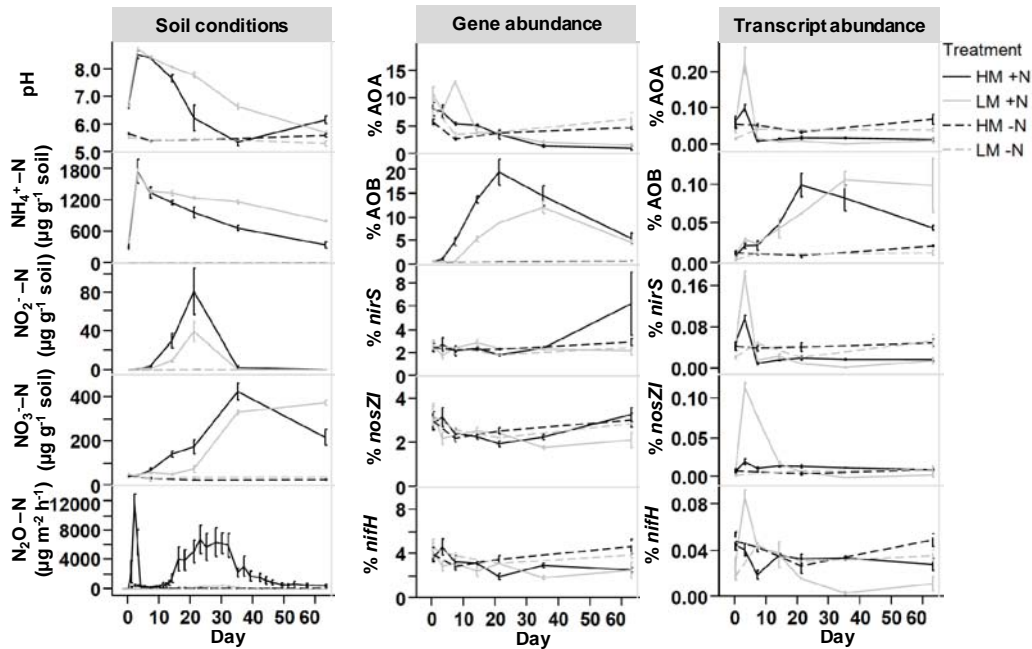 Soil conditions
Gene abundance
Transcript abundance
Treatment
HM +N
LM +N
HM -N
LM -N
pH
8.0
7.0
6.0
5.0
NH₄⁺–N
(µg g⁻¹ soil)
1800
1200
600
0
NO₂⁻–N
(µg g⁻¹ soil)
80
40
0
NO₃⁻–N
(µg g⁻¹ soil)
400
200
0
N₂O–N
(µg m⁻² h⁻¹)
12000
8000
4000
0
0 10 20 30 40 50 60
Day
% AOA
15
10
5
0
% AOB
20
15
10
5
0
% nirS
8
6
4
2
0
% nosZI
4
2
0
% nifH
8
6
4
2
0
0 10 20 30 40 50 60
Day
% AOA
0.20
0.10
0.00
% AOB
0.10
0.05
0.00
% nirS
0.16
0.08
0.00
% nosZI
0.10
0.05
0.00
% nifH
0.08
0.04
0.00
0 20 40 60
Day